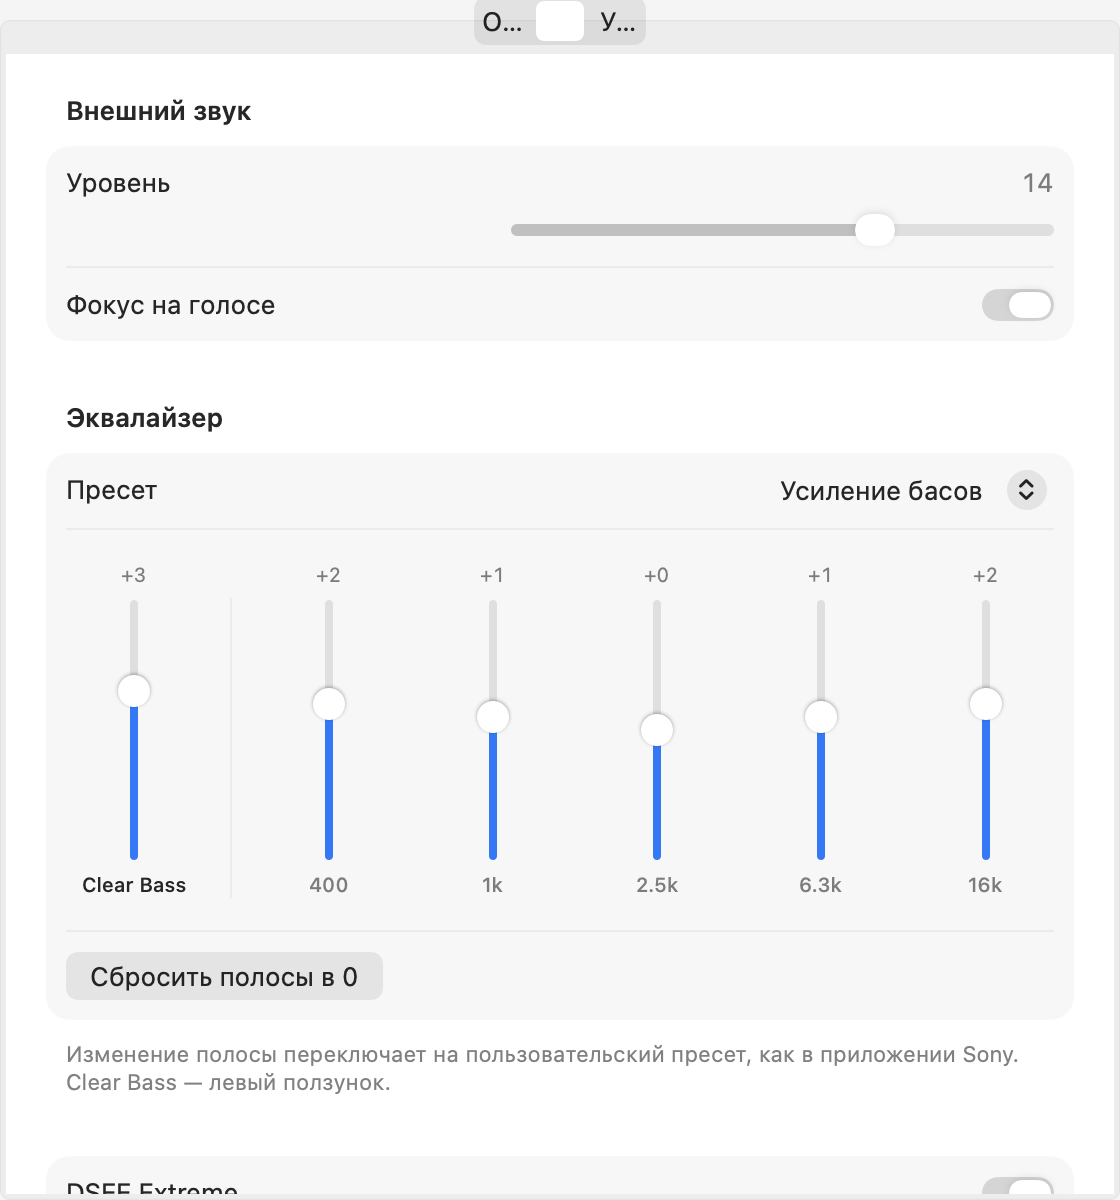 О... У...
Внешний звук
Уровень 14
Фокус на голосе
Эквалайзер
Пресет Усиление басов
+3 +2 +1 +0 +1 +2
Clear Bass 400 1k 2.5k 6.3k 16k
Сбросить полосы в 0
Изменение полосы переключает на пользовательский пресет, как в приложении Sony.
Clear Bass — левый ползунок.
DSEE Extreme